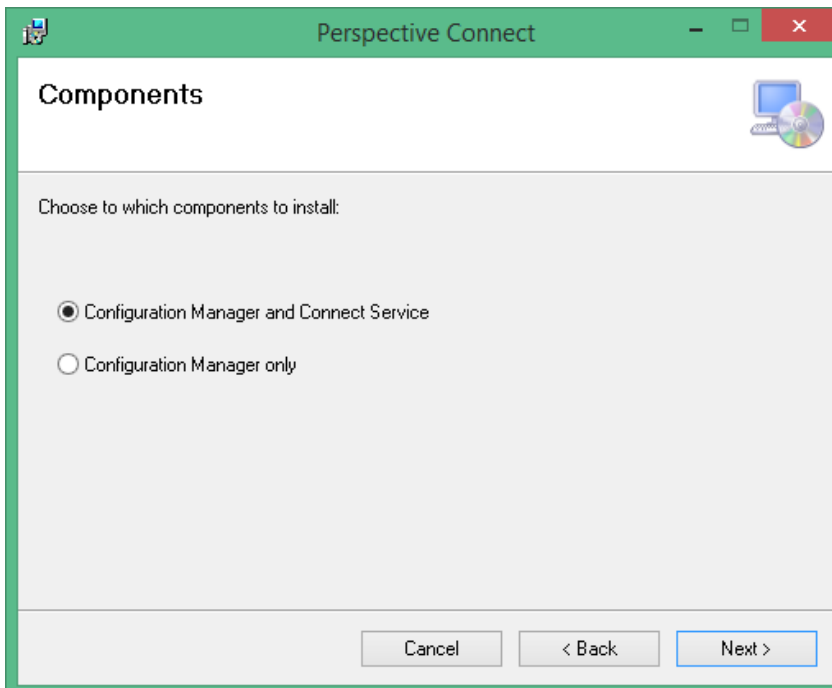 Perspective Connect
Components
Choose to which components to install:
Configuration Manager and Connect Service
Configuration Manager only
Cancel
< Back
Next >